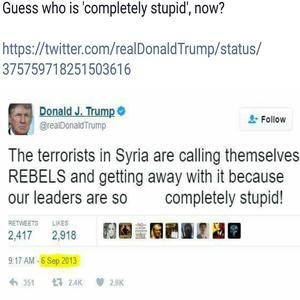 Guess who is 'completely stupid', now?
https://twitter.com/realDonaldTrump/status/
375759718251503616
Donald J. Trump
@realDonaldTrump
Follow
The terrorists in Syria are calling themselves
REBELS and getting away with it because
our leaders are so completely stupid!
RETWEETS LIKES
2,417 2,918
9:17 AM - 6 Sep 2013
351 2.4K 2.9K